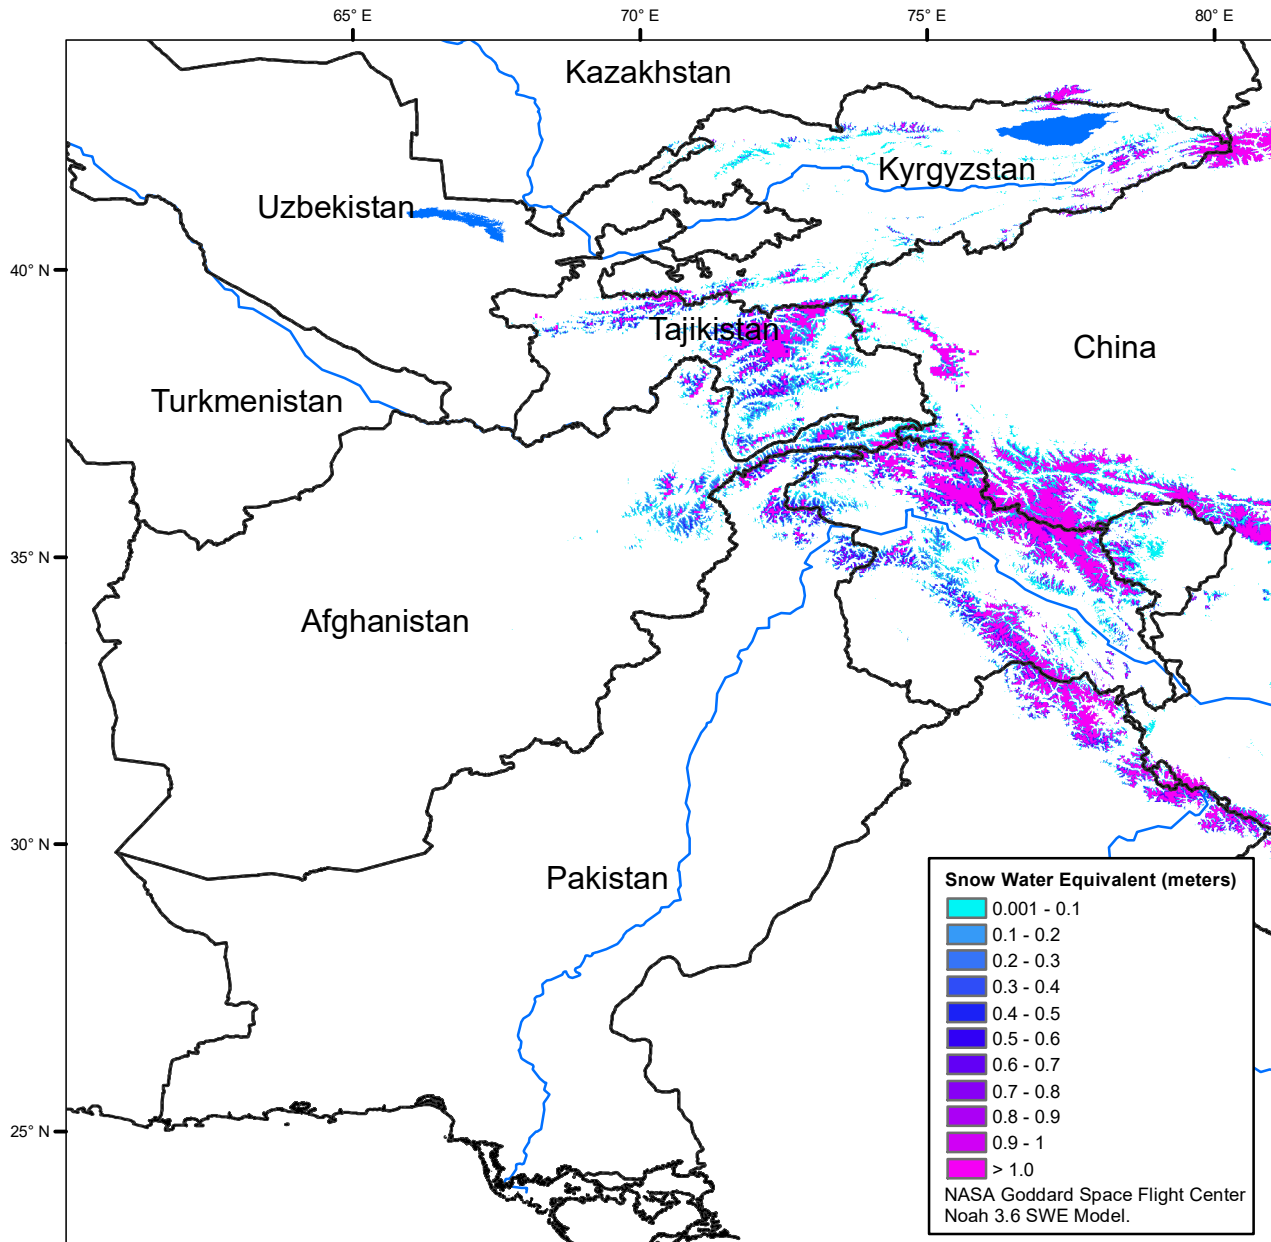 65° E
70° E
75° E
80° E
Kazakhstan
Kyrgyzstan
Uzbekistan
40° N
Tajikistan
China
Turkmenistan
35° N
Afghanistan
30° N
Pakistan
25° N
Snow Water Equivalent (meters)
0.001 - 0.1
0.1 - 0.2
0.2 - 0.3
0.3 - 0.4
0.4 - 0.5
0.5 - 0.6
0.6 - 0.7
0.7 - 0.8
0.8 - 0.9
0.9 - 1
> 1.0
NASA Goddard Space Flight Center
Noah 3.6 SWE Model.